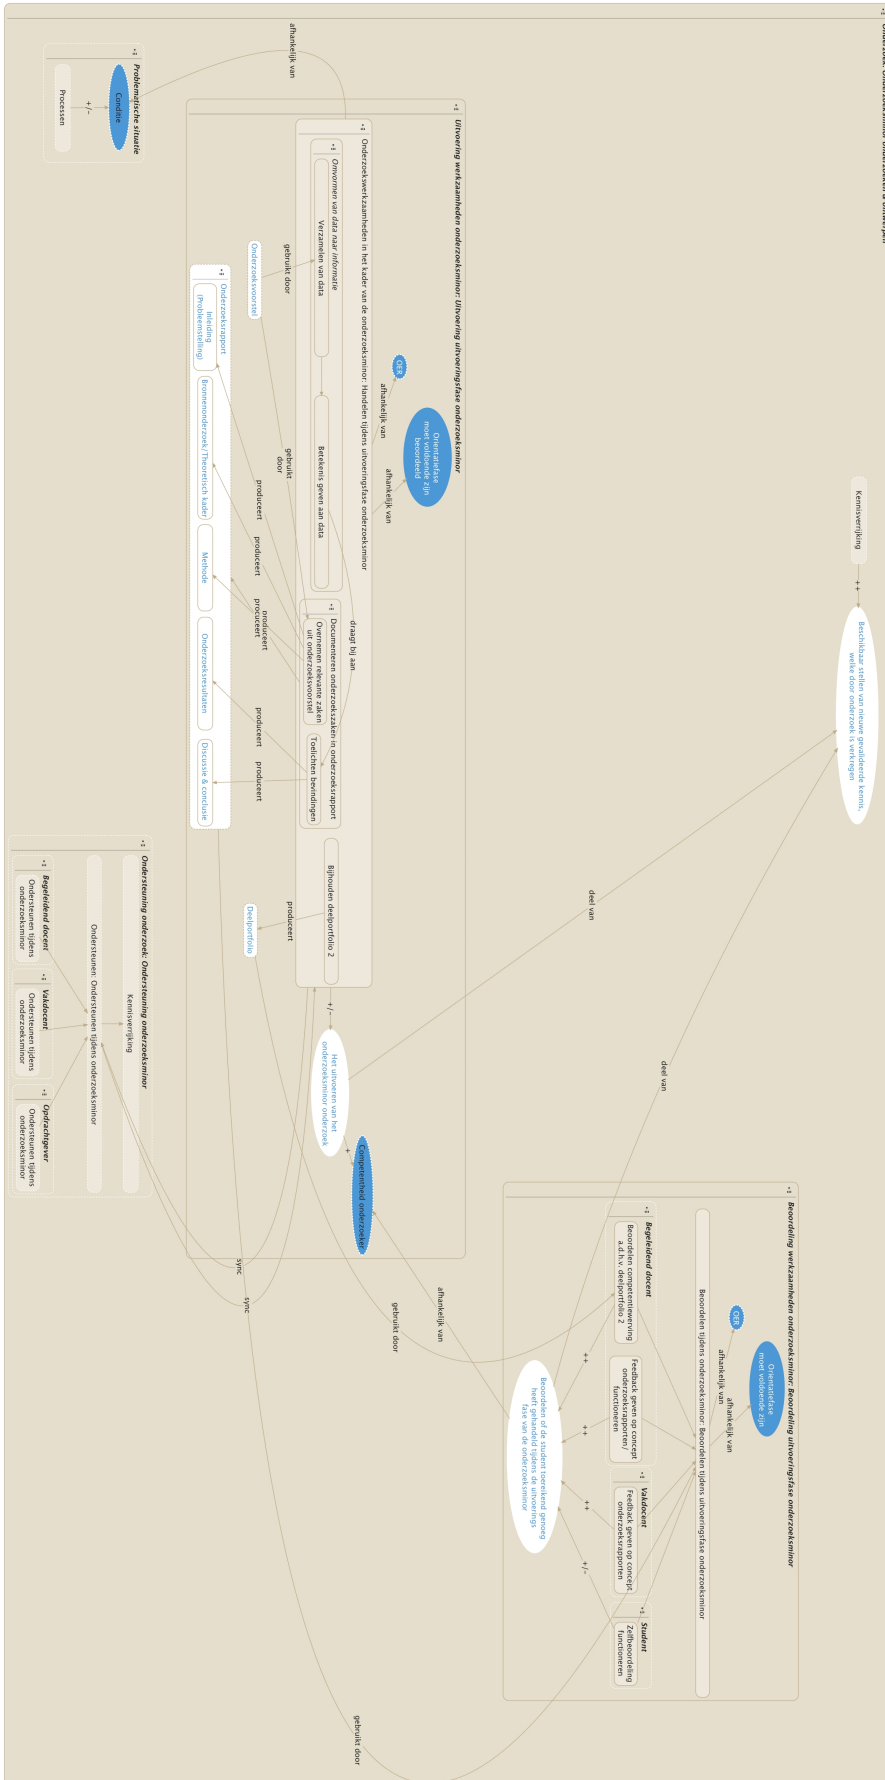 Kennisverrijking
++
Beschikbaar stellen van nieuwe gevalideerde kennis,
welke door onderzoek is verkregen
deel van
deel van
Problematische situatie
Conditie
+/-
Processen
afhankelijk van
Uitvoering werkzaamheden onderzoeksminor: Uitvoering uitvoeringsfase onderzoeksminor
Orientatiefase
moet voldoende zijn
beoordeeld
OER
afhankelijk van
afhankelijk van
Onderzoekswerkzaamheden in het kader van de onderzoeksminor: Handelen tijdens uitvoeringsfase onderzoeksminor
Omvormen van data naar informatie
Verzamelen van data
Betekenis geven aan data
draagt bij aan
Documenteren onderzoekszaken in onderzoeksrapport
Overnemen relevante zaken
uit onderzoeksvoorstel
Toelichten bevindingen
Bijhouden deelportfolio 2
gebruikt door
Onderzoeksvoorstel
gebruikt
door
produceert
produceert
produceert
produceert
produceert
produceert
produceert
Deelportfolio
Onderzoeksrapport
Inleiding
(Probleemstelling)
Bronnenonderzoek/Theoretisch kader
Methode
Onderzoeksresultaten
Discussie & conclusie
+/-
Het uitvoeren van het
onderzoeksminor onderzoek
+
Competentheid onderzoeker
Ondersteuning onderzoek: Ondersteuning onderzoeksminor
Kennisverrijking
Ondersteunen: Ondersteunen tijdens onderzoeksminor
Begeleidend docent
Ondersteunen tijdens
onderzoeksminor
Vakdocent
Ondersteunen tijdens
onderzoeksminor
Opdrachtgever
Ondersteunen tijdens
onderzoeksminor
sync
sync
gebruikt door
afhankelijk van
gebruikt door
Beoordeling werkzaamheden onderzoeksminor: Beoordeling uitvoeringsfase onderzoeksminor
Orientatiefase
moet voldoende zijn
OER
afhankelijk van
afhankelijk van
Beoordelen tijdens onderzoeksminor: Beoordelen tijdens uitvoeringsfase onderzoeksminor
Begeleidend docent
Beoordelen competentiewerving
a.d.h.v. deelportfolio 2
Feedback geven op concept
onderzoeksrapporten/
functioneren
Vakdocent
Feedback geven op concept
onderzoeksrapporten
Student
Zelfbeoordeling
functioneren
++
++
++
+/-
Beoordelen of de student toereikend genoeg
heeft gehandeld tijdens de uitvoerings
fase van de onderzoeksminor